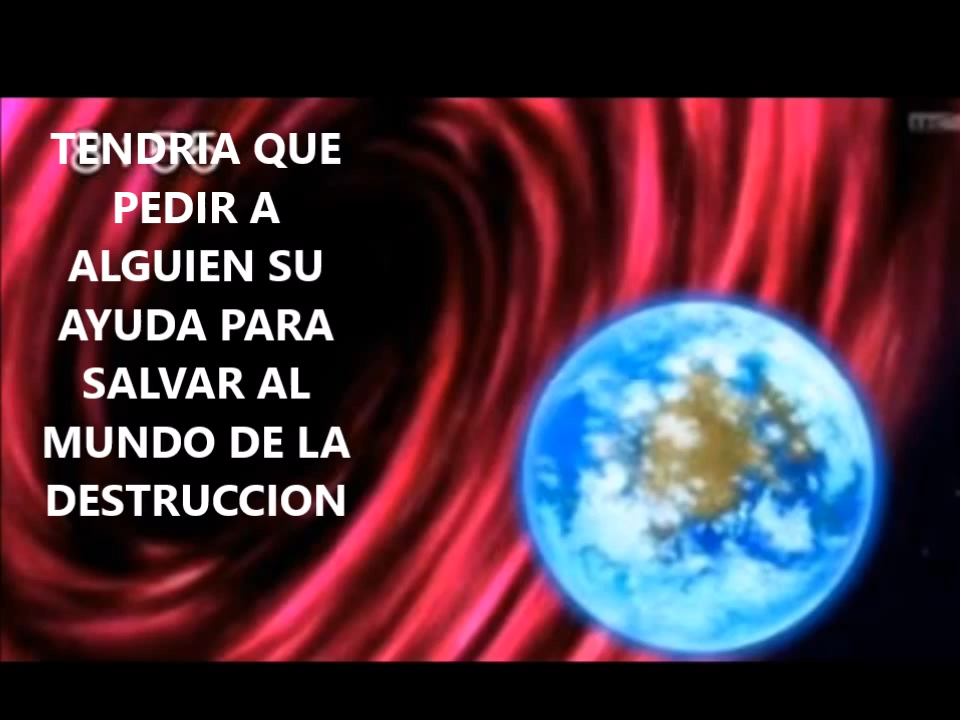 TENDRIA QUE
PEDIR A
ALGUIEN SU
AYUDA PARA
SALVAR AL
MUNDO DE LA
DESTRUCCION